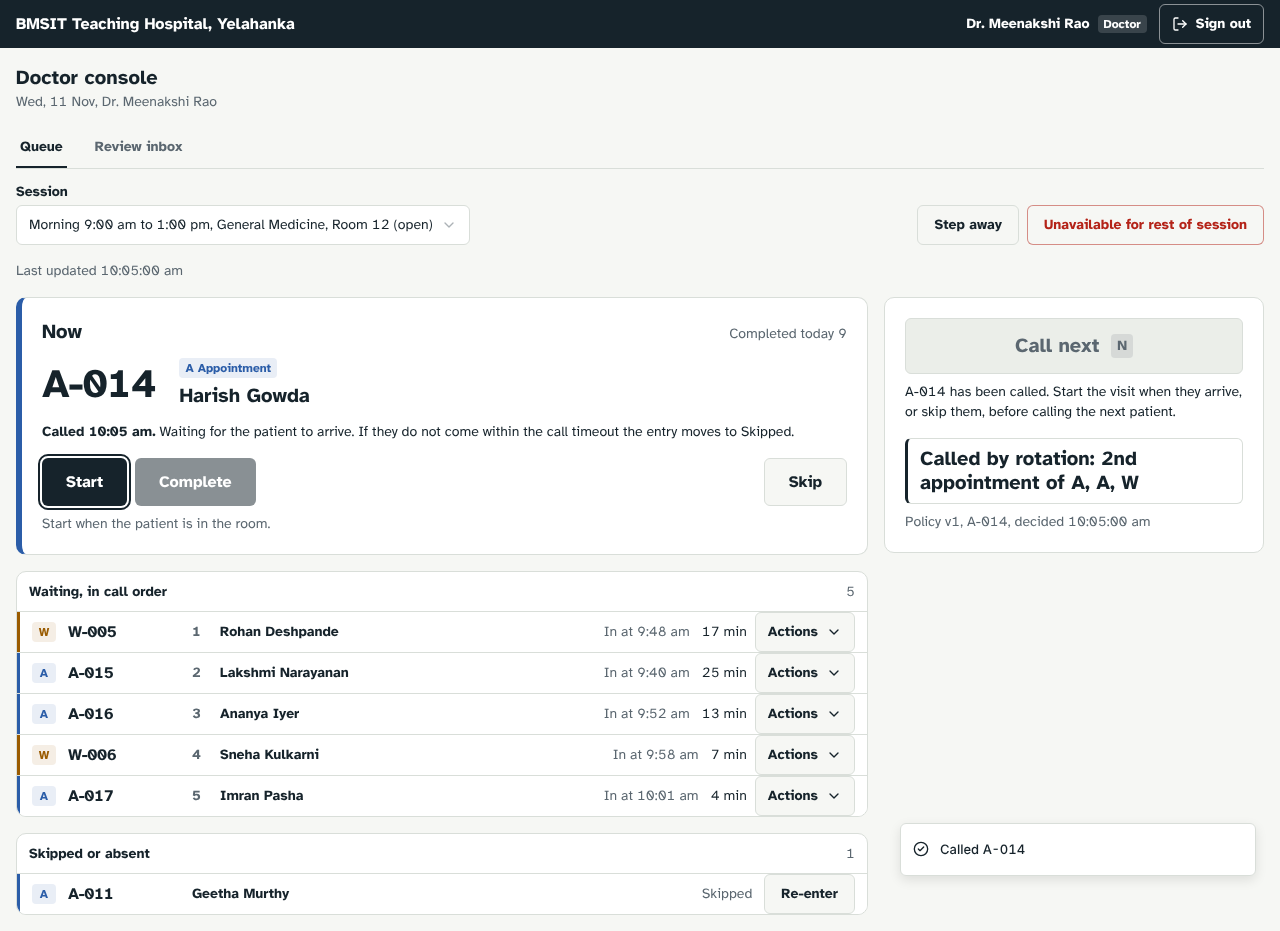 BMSIT Teaching Hospital, Yelahanka
Dr. Meenakshi Rao Doctor Sign out
Doctor console
Wed, 11 Nov, Dr. Meenakshi Rao
Queue Review inbox
Session
Morning 9:00 am to 1:00 pm, General Medicine, Room 12 (open)
Step away Unavailable for rest of session
Last updated 10:05:00 am
Now Completed today 9
A-014 A Appointment
Harish Gowda
Called 10:05 am. Waiting for the patient to arrive. If they do not come within the call timeout the entry moves to Skipped.
Start Complete Skip
Start when the patient is in the room.
Call next N
A-014 has been called. Start the visit when they arrive,
or skip them, before calling the next patient.
Called by rotation: 2nd
appointment of A, A, W
Policy v1, A-014, decided 10:05:00 am
Waiting, in call order 5
W W-005 1 Rohan Deshpande In at 9:48 am 17 min Actions
A A-015 2 Lakshmi Narayanan In at 9:40 am 25 min Actions
A A-016 3 Ananya Iyer In at 9:52 am 13 min Actions
W W-006 4 Sneha Kulkarni In at 9:58 am 7 min Actions
A A-017 5 Imran Pasha In at 10:01 am 4 min Actions
Skipped or absent 1
A A-011 Geetha Murthy Skipped Re-enter
Called A-014